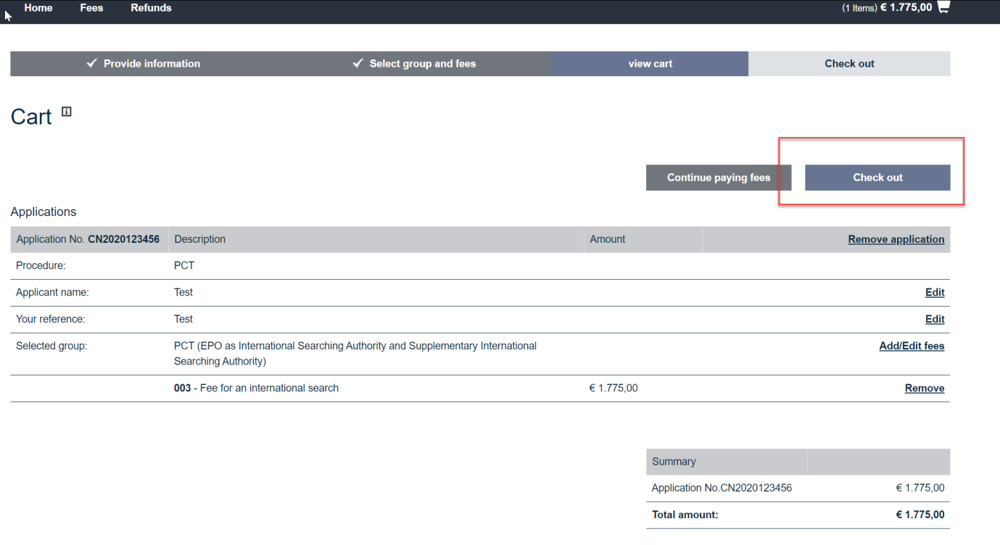 Home Fees Refunds (1 Items) € 1.775,00
Provide information Select group and fees view cart Check out
Cart
Continue paying fees Check out
Applications
Application No. CN2020123456 Description Amount Remove application
Procedure: PCT
Applicant name: Test Edit
Your reference: Test Edit
Selected group: PCT (EPO as International Searching Authority and Supplementary International Add/Edit fees
Searching Authority)
003 - Fee for an international search € 1.775,00 Remove
Summary
Application No.CN2020123456 € 1.775,00
Total amount: € 1.775,00